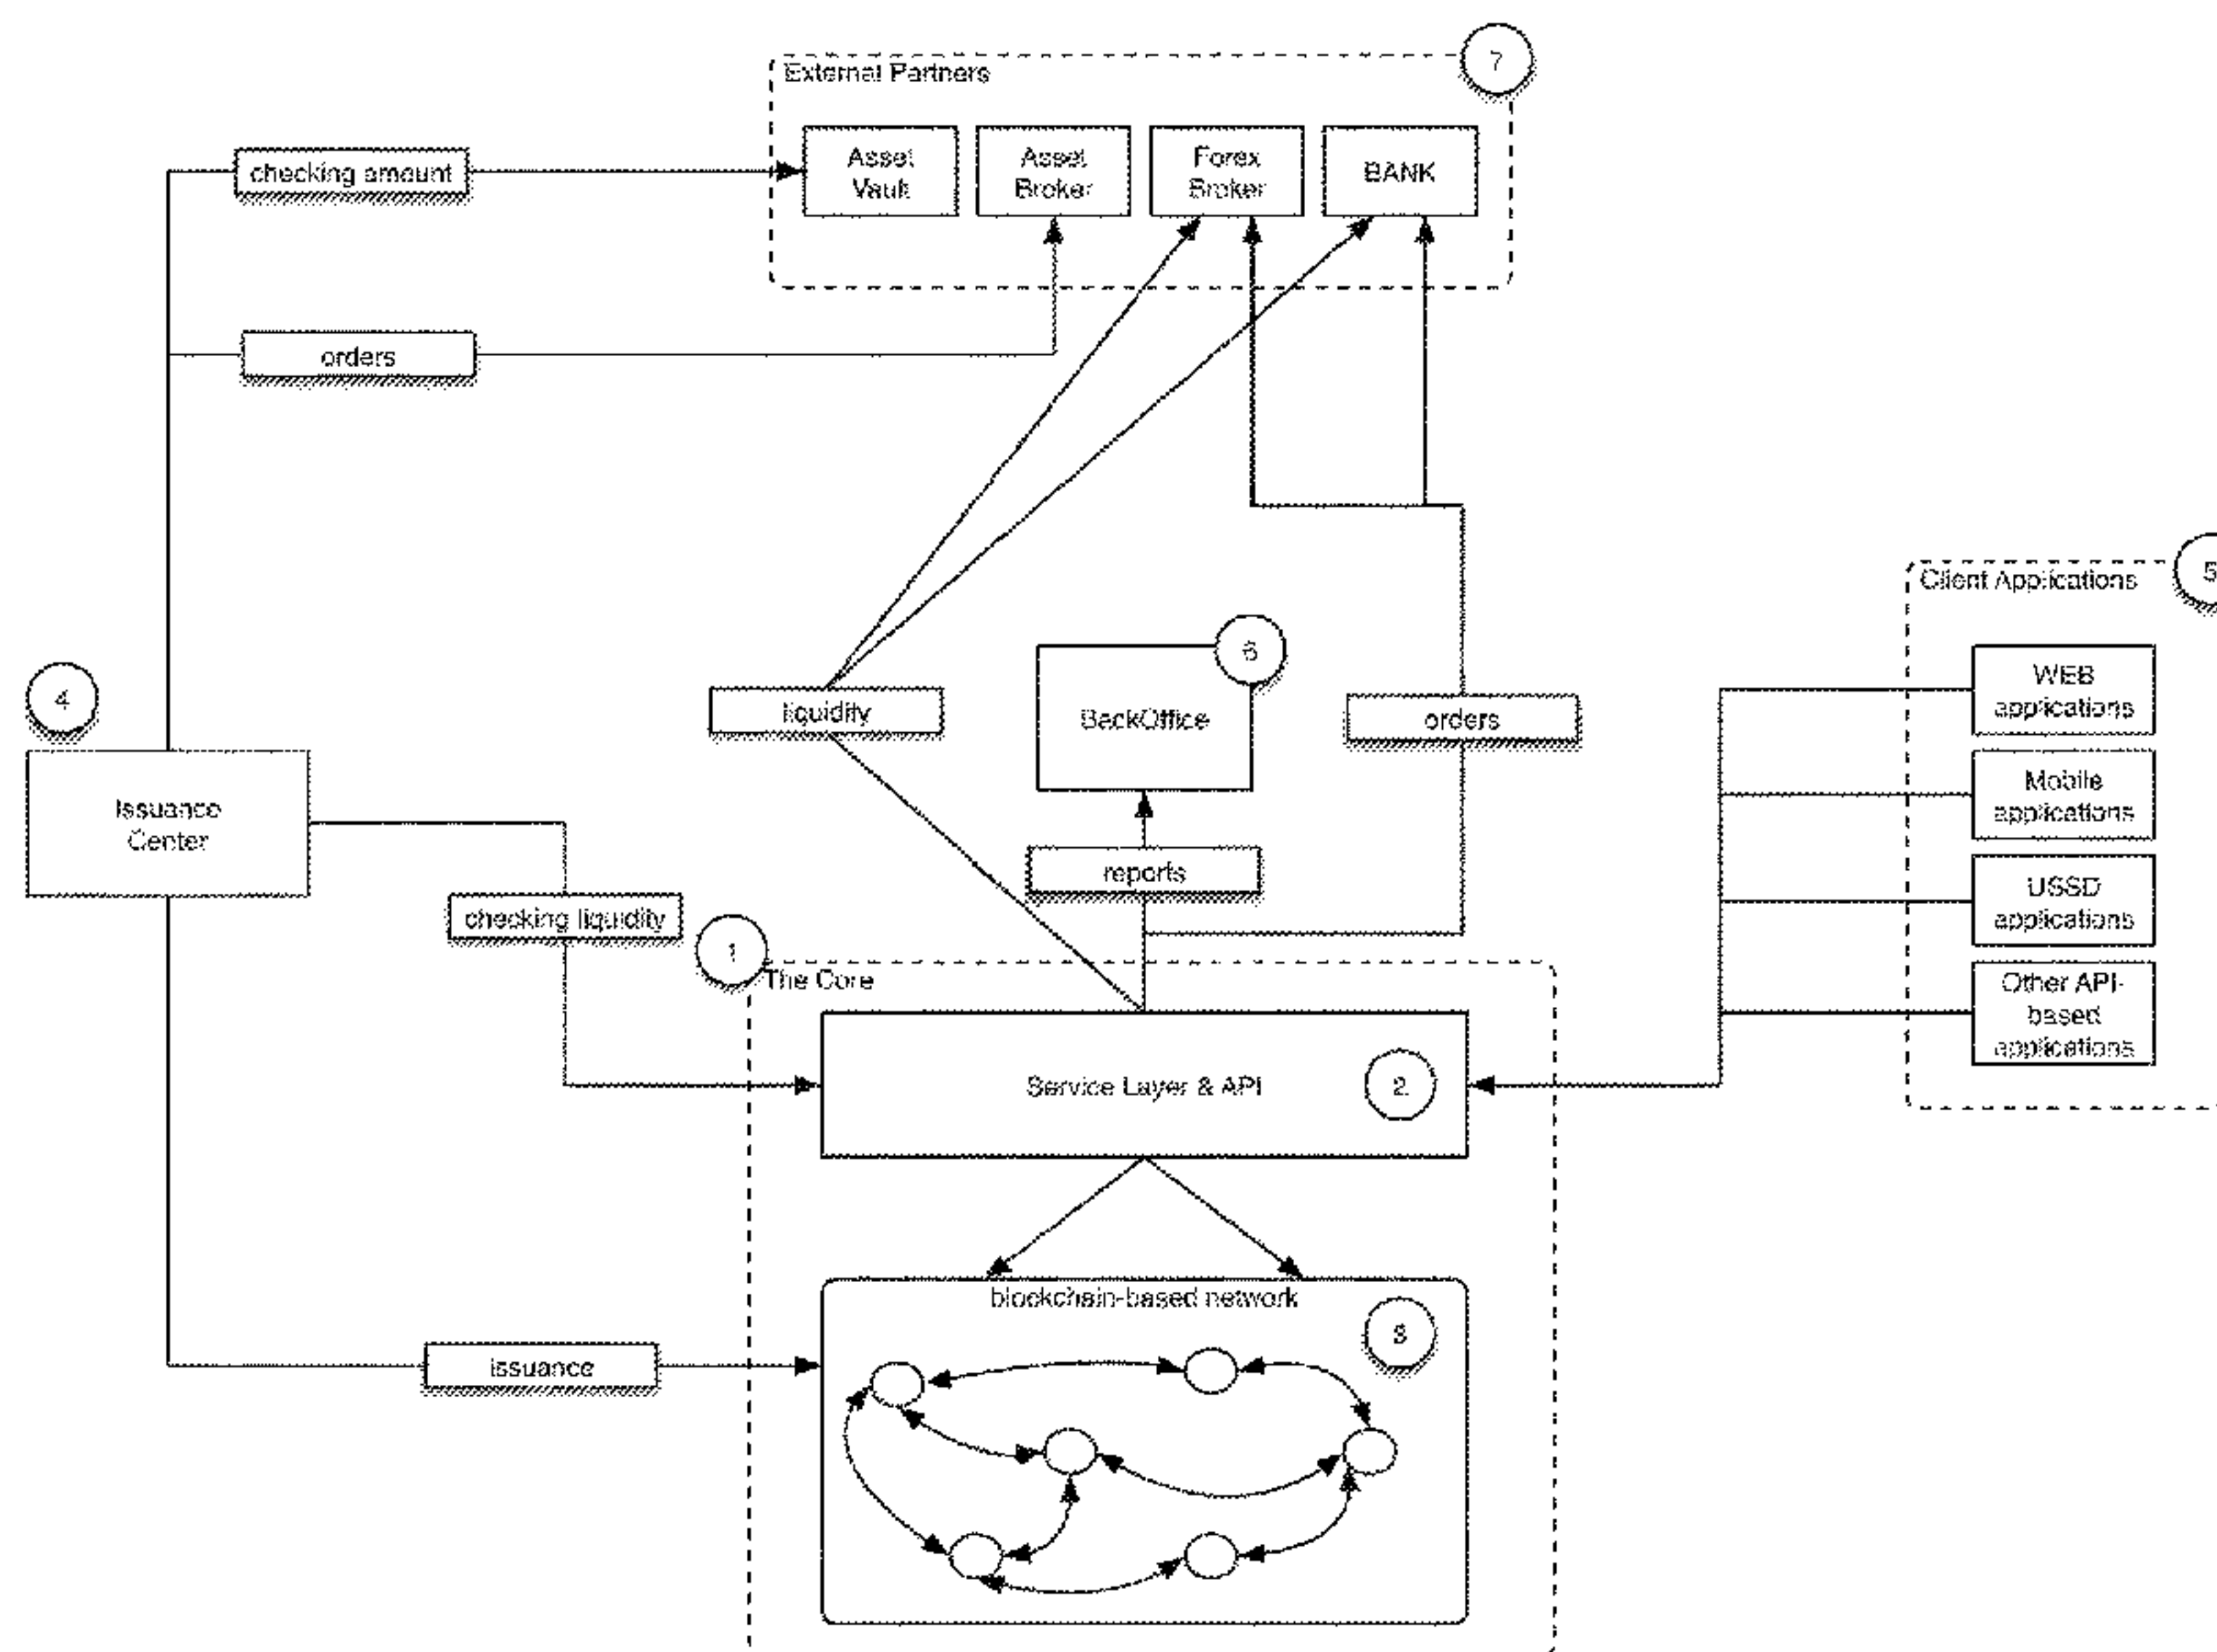 7
External Partners
checking amount
Asset
Vault
Asset
Broker
Forex
Broker
BANK
orders
5
Client Applications
WEB
applications
Mobile
applications
USSD
applications
Other API-
based
applications
6
BackOffice
liquidity
orders
reports
4
Issuance
Center
checking liquidity
1
The Core
Service Layer & API
2
blockchain-based network
3
issuance